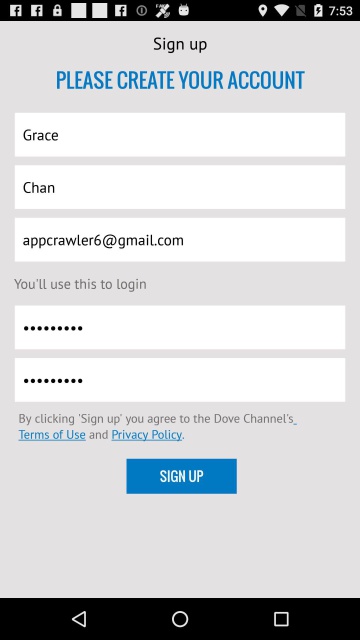 7:53
Sign up
PLEASE CREATE YOUR ACCOUNT
Grace
Chan
appcrawler6@gmail.com
You'll use this to login
•••••••••
•••••••••
By clicking 'Sign up' you agree to the Dove Channel's
Terms of Use and Privacy Policy.
SIGN UP